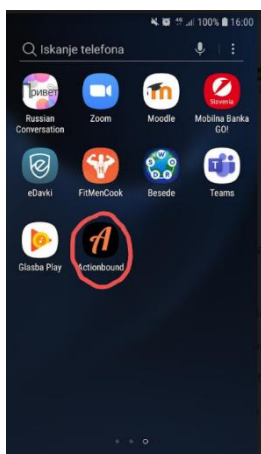 100% 16:00
Iskanje telefona
Привет
m
Slovenia
Russian Conversation
Zoom
Moodle
Mobilna Banka GO!
W O R D
eDavki
FitMenCook
Besede
Teams
A
Glasba Play
Actionbound